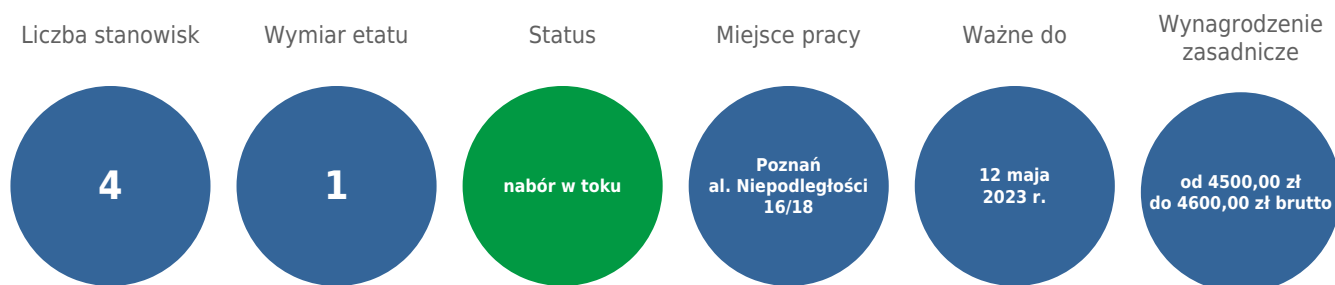 Liczba stanowisk
4
Wymiar etatu
1
Status
nabór w toku
Miejsce pracy
Poznań
al. Niepodległości
16/18
Ważne do
12 maja
2023 r.
Wynagrodzenie
zasadnicze
od 4500,00 zł
do 4600,00 zł brutto